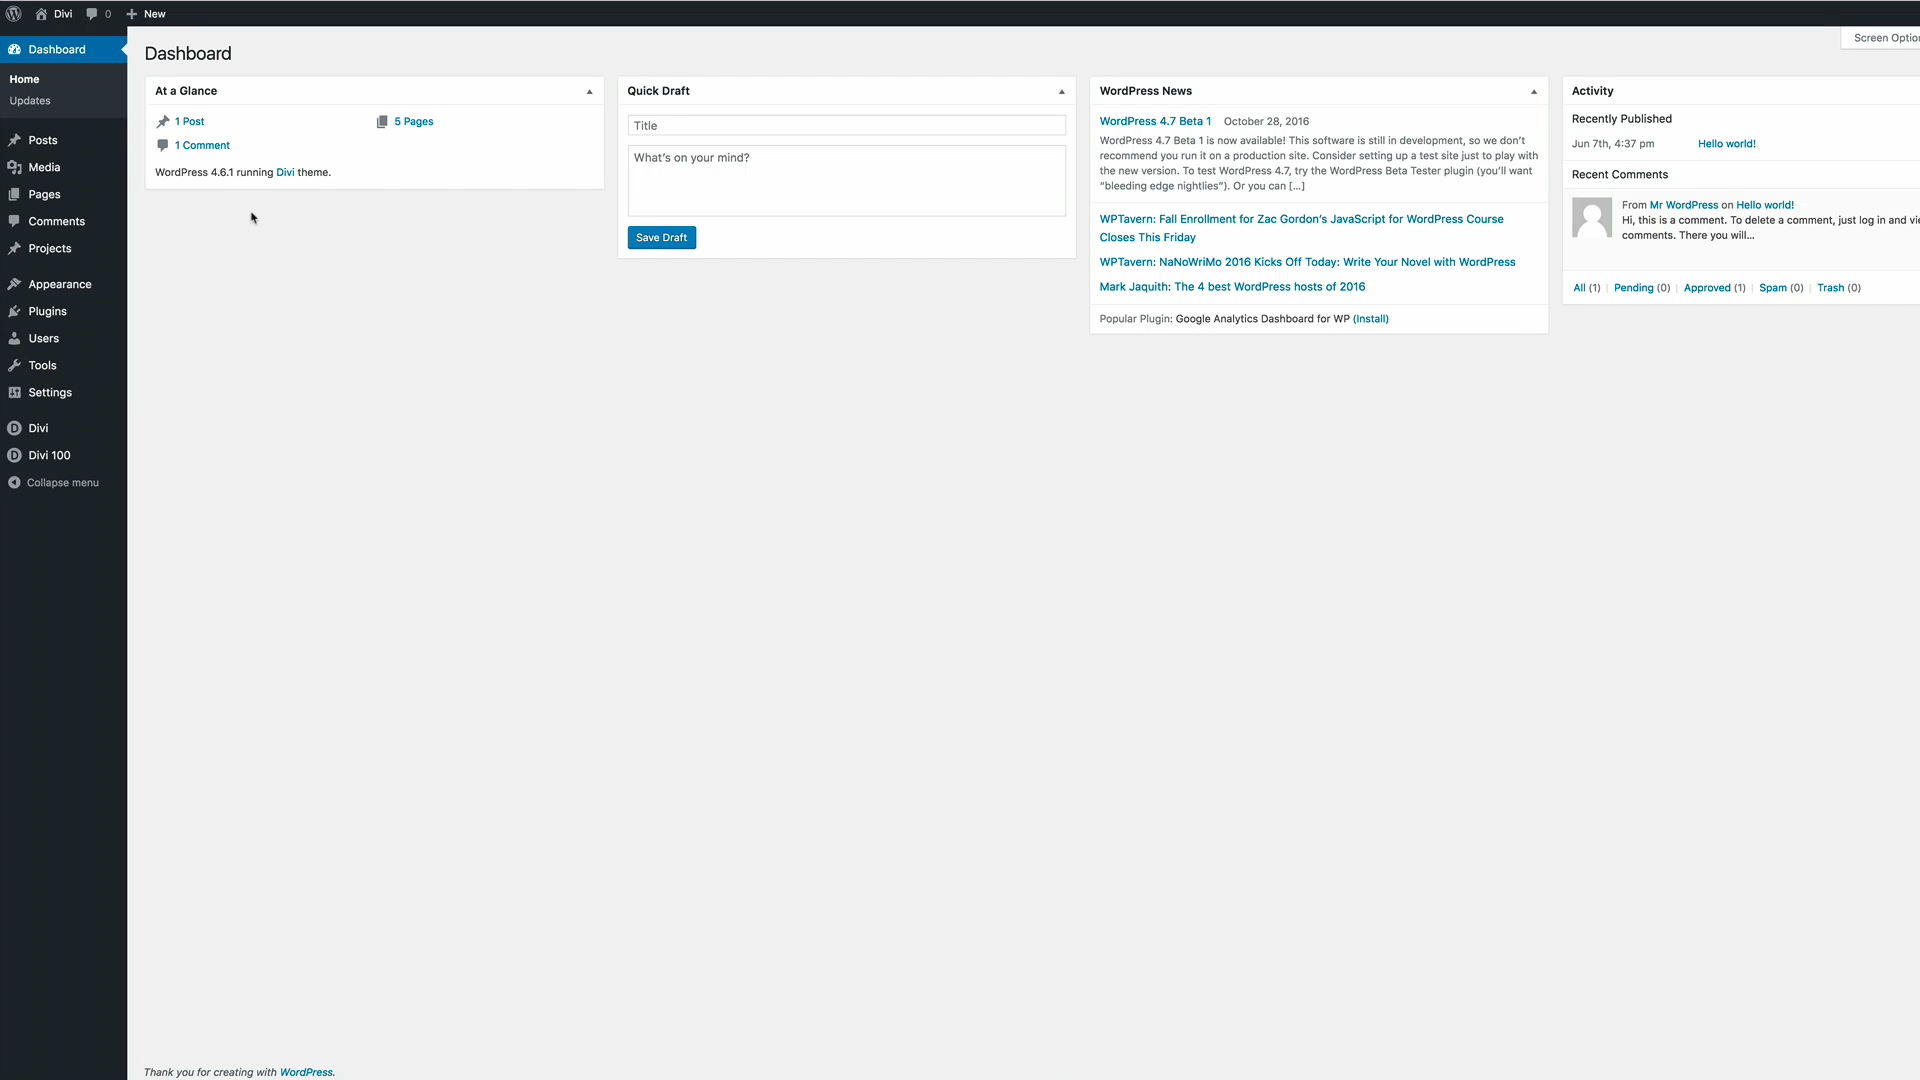 Divi 0 New
Dashboard
Home
Updates
Posts
Media
Pages
Comments
Projects
Appearance
Plugins
Users
Tools
Settings
Divi
Divi 100
Collapse menu
Screen Option
Dashboard
At a Glance
1 Post 5 Pages
1 Comment
WordPress 4.6.1 running Divi theme.
Quick Draft
Title
What's on your mind?
Save Draft
WordPress News
WordPress 4.7 Beta 1 October 28, 2016
WordPress 4.7 Beta 1 is now available! This software is still in development, so we don't
recommend you run it on a production site. Consider setting up a test site just to play with
the new version. To test WordPress 4.7, try the WordPress Beta Tester plugin (you'll want
“bleeding edge nightlies”). Or you can […]
WPTavern: Fall Enrollment for Zac Gordon's JavaScript for WordPress Course
Closes This Friday
WPTavern: NaNoWriMo 2016 Kicks Off Today: Write Your Novel with WordPress
Mark Jaquith: The 4 best WordPress hosts of 2016
Popular Plugin: Google Analytics Dashboard for WP (Install)
Activity
Recently Published
Jun 7th, 4:37 pm Hello world!
Recent Comments
From Mr WordPress on Hello world!
Hi, this is a comment. To delete a comment, just log in and vie
comments. There you will…
All (1) | Pending (0) | Approved (1) | Spam (0) | Trash (0)
Thank you for creating with WordPress.